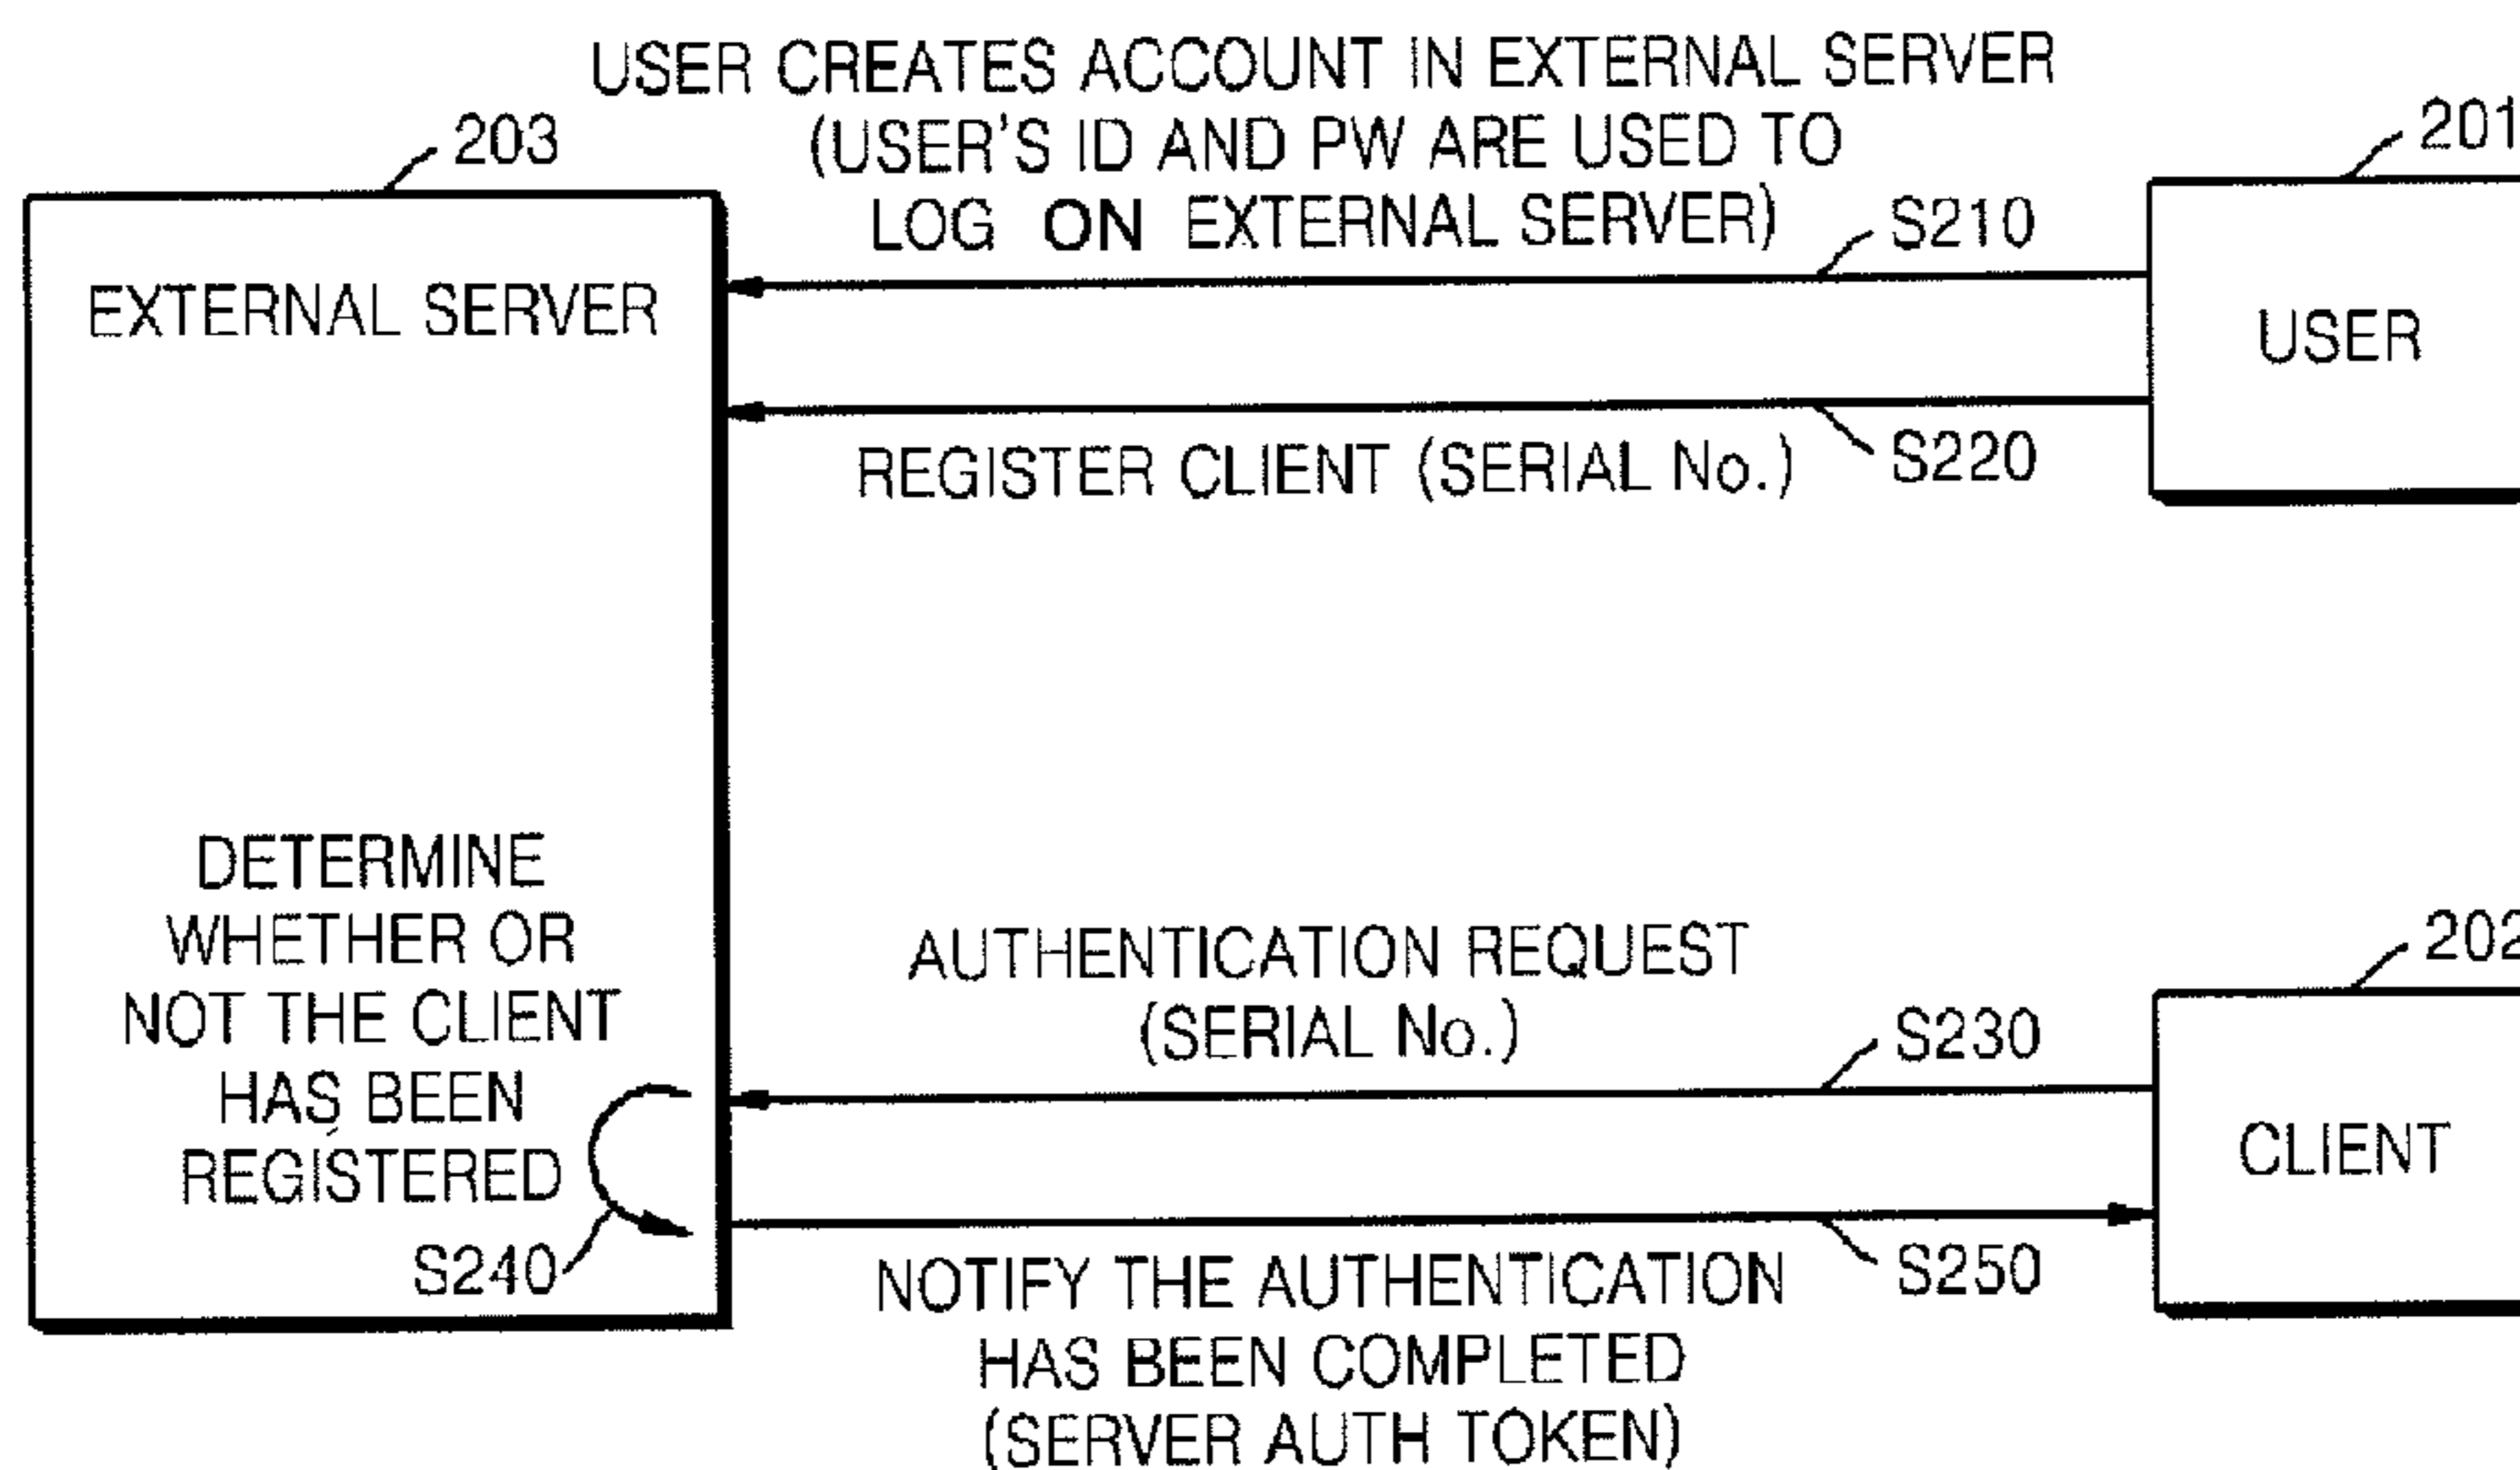 USER CREATES ACCOUNT IN EXTERNAL SERVER
(USER'S ID AND PW ARE USED TO
LOG ON EXTERNAL SERVER)
203
201
S210
EXTERNAL SERVER
USER
REGISTER CLIENT (SERIAL No.)
S220
DETERMINE
WHETHER OR
NOT THE CLIENT
HAS BEEN
REGISTERED
S240
AUTHENTICATION REQUEST
(SERIAL No.)
S230
202
CLIENT
S250
NOTIFY THE AUTHENTICATION
HAS BEEN COMPLETED
(SERVER AUTH TOKEN)